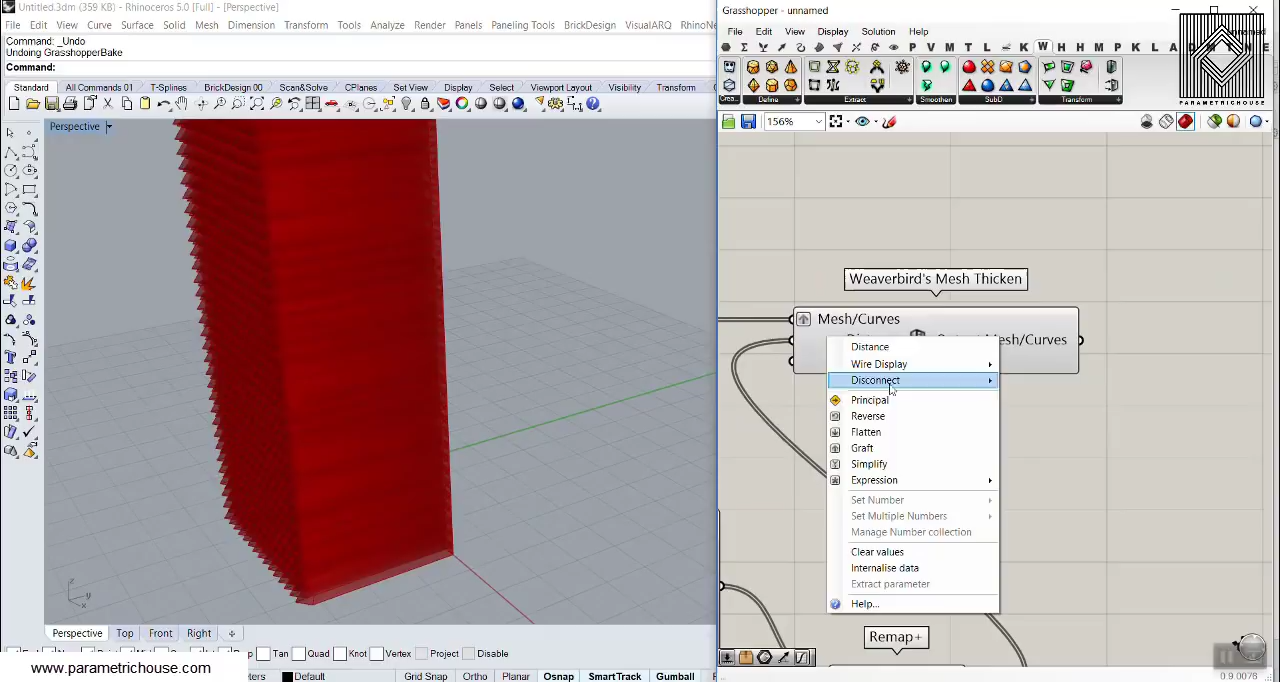 Untitled.3dm (359 KB) - Rhinoceros 5.0 [Full] - [Perspective]
File Edit View Curve Surface Solid Mesh Dimension Transform Tools Analyze Render Panels Paneling Tools BrickDesign VisualARQ RhinoNe
Command: _Undo
Undoing GrasshopperBake
Command:
Standard All Commands 01 T-Splines BrickDesign 00 Scan&Solve CPlanes Set View Display Select Viewport Layout Visibility Transform
Perspective
z
y
x
Perspective Top Front Right
Tan Quad Knot Vertex Project Disable
www.parametrichouse.com
Default Grid Snap Ortho Planar Osnap SmartTrack Gumball
Grasshopper - unnamed
File Edit View Display Solution Help
P V M T L K W H H M P K L A
PARAMETRICHOUSE
Crea... Define Extract Smoothen SubD Transform
156%
Weaverbird's Mesh Thicken
Mesh/Curves
Mesh/Curves
Distance
Wire Display
Disconnect
Principal
Reverse
Flatten
Graft
Simplify
Expression
Set Number
Set Multiple Numbers
Manage Number collection
Clear values
Internalise data
Extract parameter
Help...
Remap+
0.9.0076